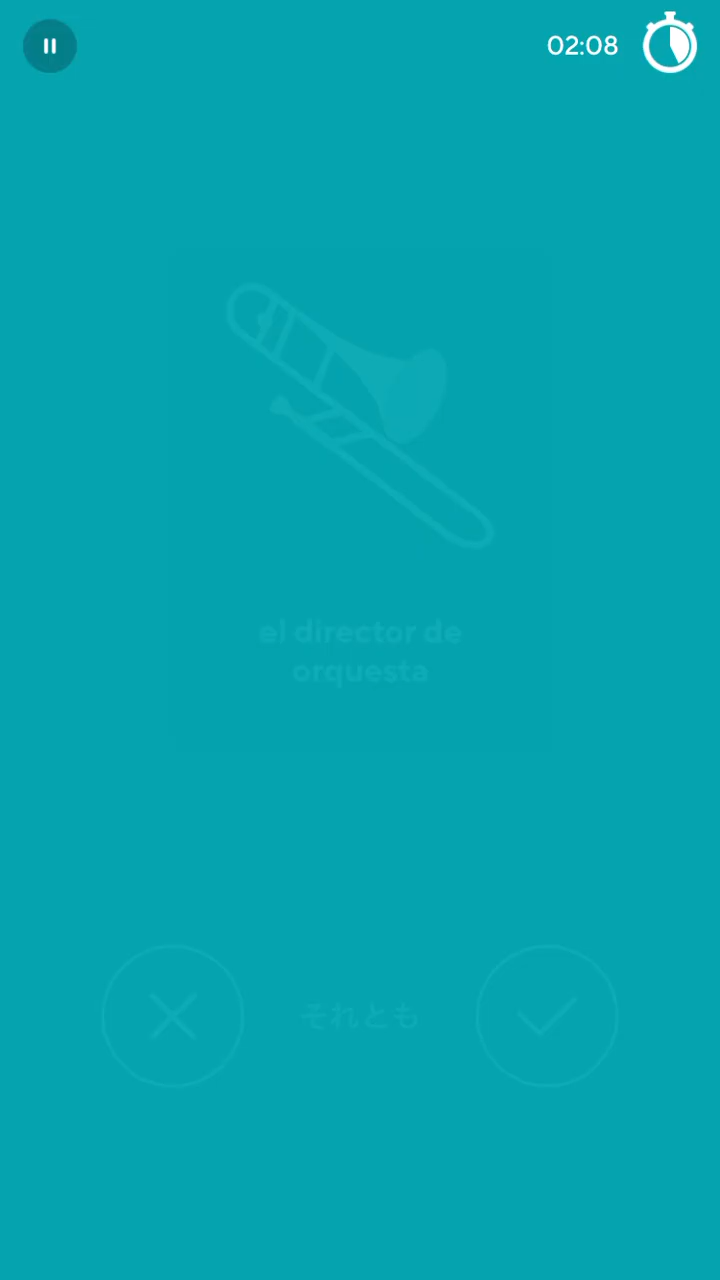 02:08
el director de
orquesta
それとも